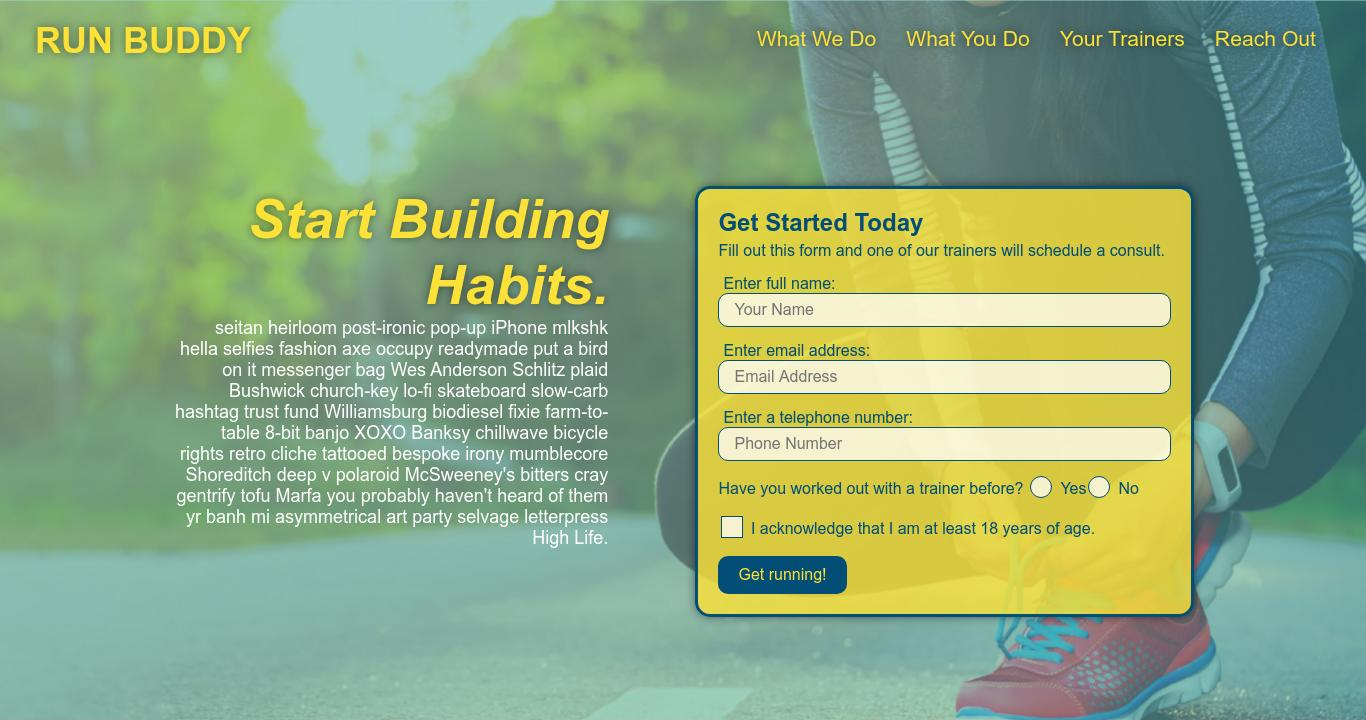 RUN BUDDY
What We Do
What You Do
Your Trainers
Reach Out
Start Building
Habits.
seitan heirloom post-ironic pop-up iPhone mlkshk
hella selfies fashion axe occupy readymade put a bird
on it messenger bag Wes Anderson Schlitz plaid
Bushwick church-key lo-fi skateboard slow-carb
hashtag trust fund Williamsburg biodiesel fixie farm-to-
table 8-bit banjo XOXO Banksy chillwave bicycle
rights retro cliche tattooed bespoke irony mumblecore
Shoreditch deep v polaroid McSweeney's bitters cray
gentrify tofu Marfa you probably haven't heard of them
yr banh mi asymmetrical art party selvage letterpress
High Life.
Get Started Today
Fill out this form and one of our trainers will schedule a consult.
Enter full name:
Your Name
Enter email address:
Email Address
Enter a telephone number:
Phone Number
Have you worked out with a trainer before? Yes No
I acknowledge that I am at least 18 years of age.
Get running!